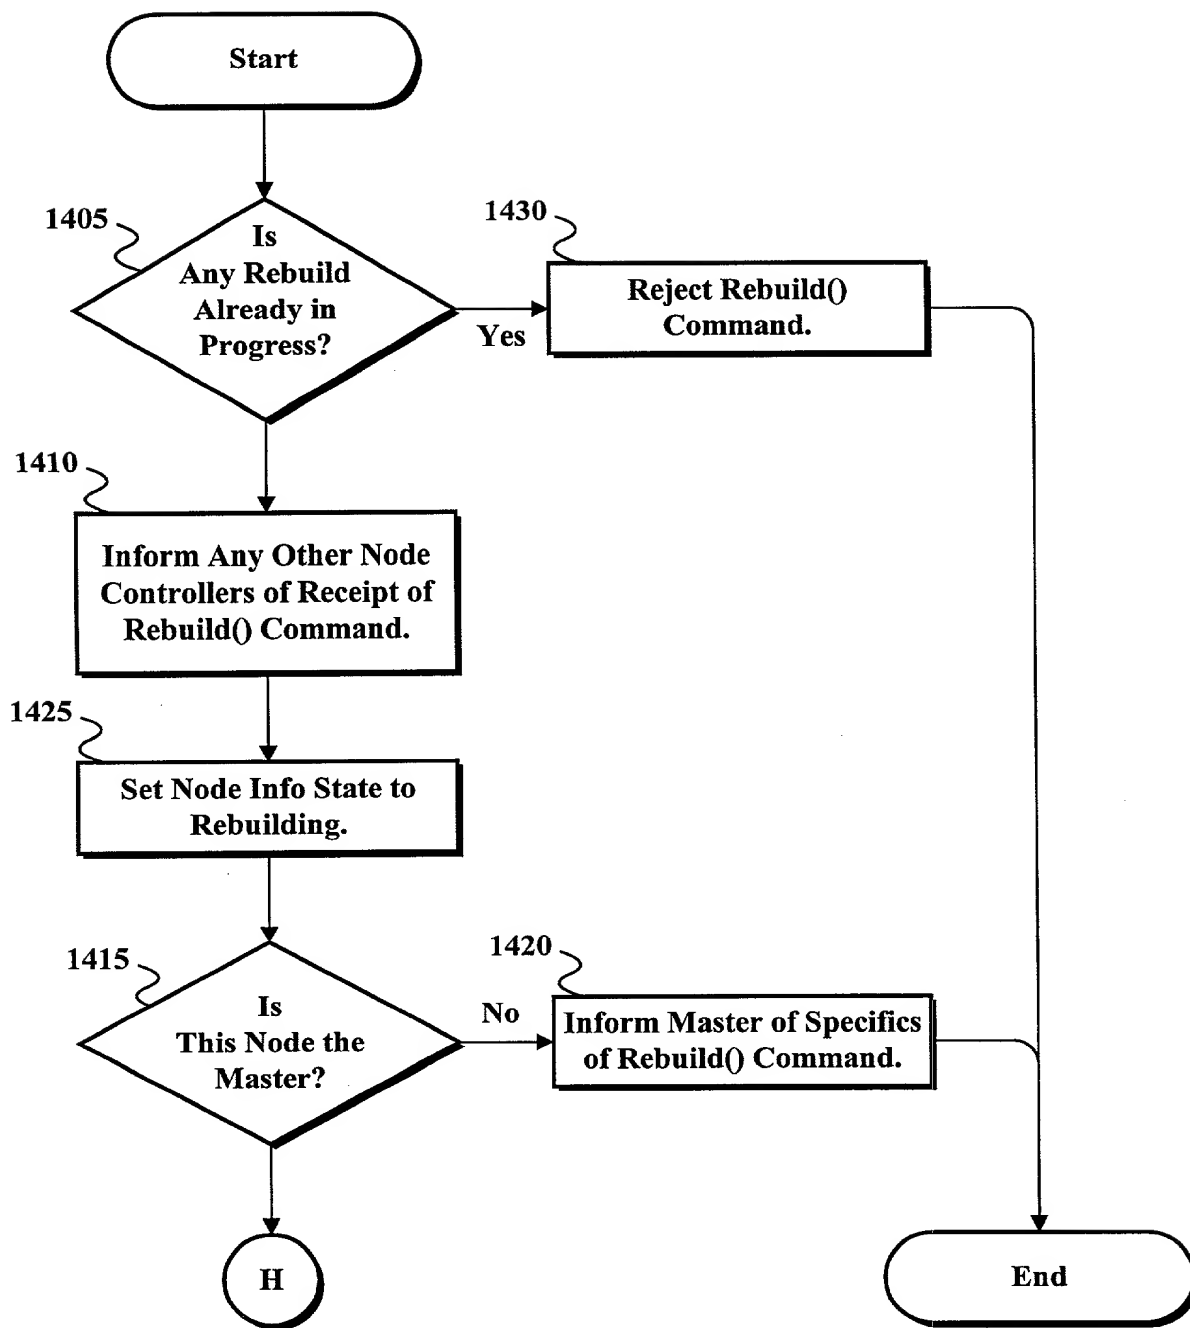 Start
1405
Is
Any Rebuild
Already in
Progress?
Yes
1430
Reject Rebuild()
Command.
1410
Inform Any Other Node
Controllers of Receipt of
Rebuild() Command.
1425
Set Node Info State to
Rebuilding.
1415
Is
This Node the
Master?
No
1420
Inform Master of Specifics
of Rebuild() Command.
H
End